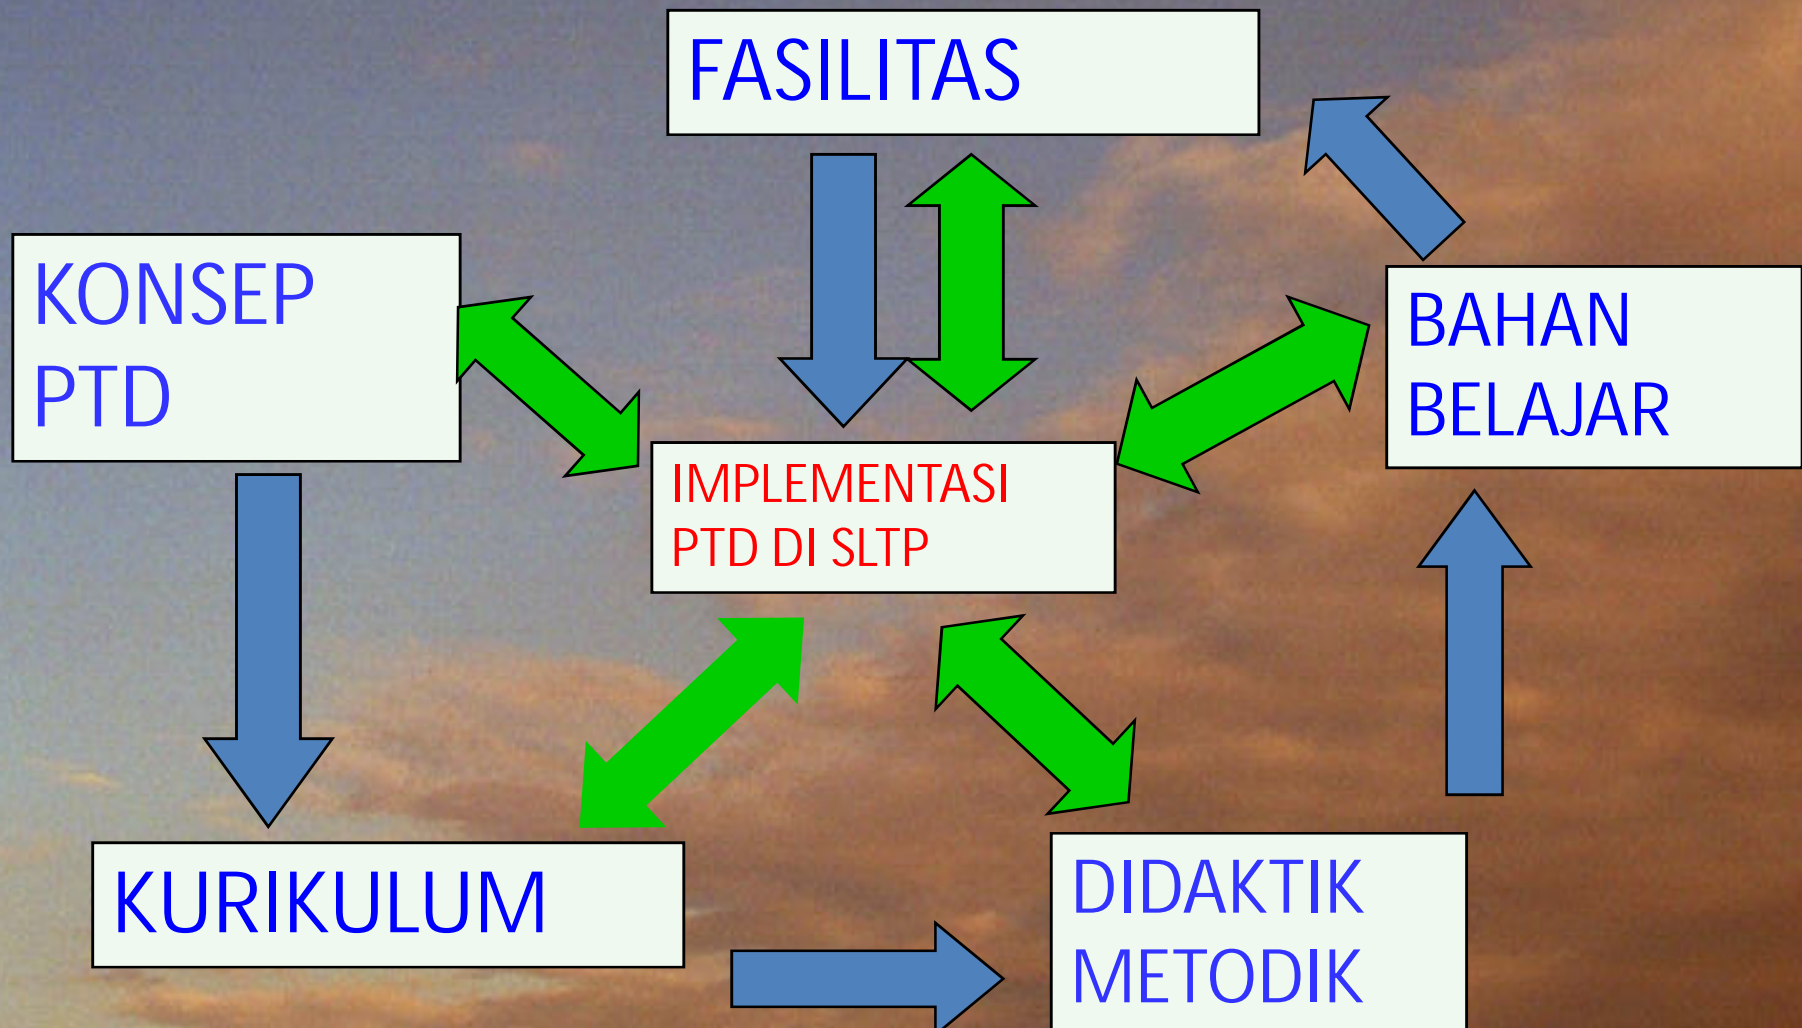 FASILITAS
KONSEP
PTD
BAHAN
BELAJAR
IMPLEMENTASI
PTD DI SLTP
KURIKULUM
DIDAKTIK
METODIK